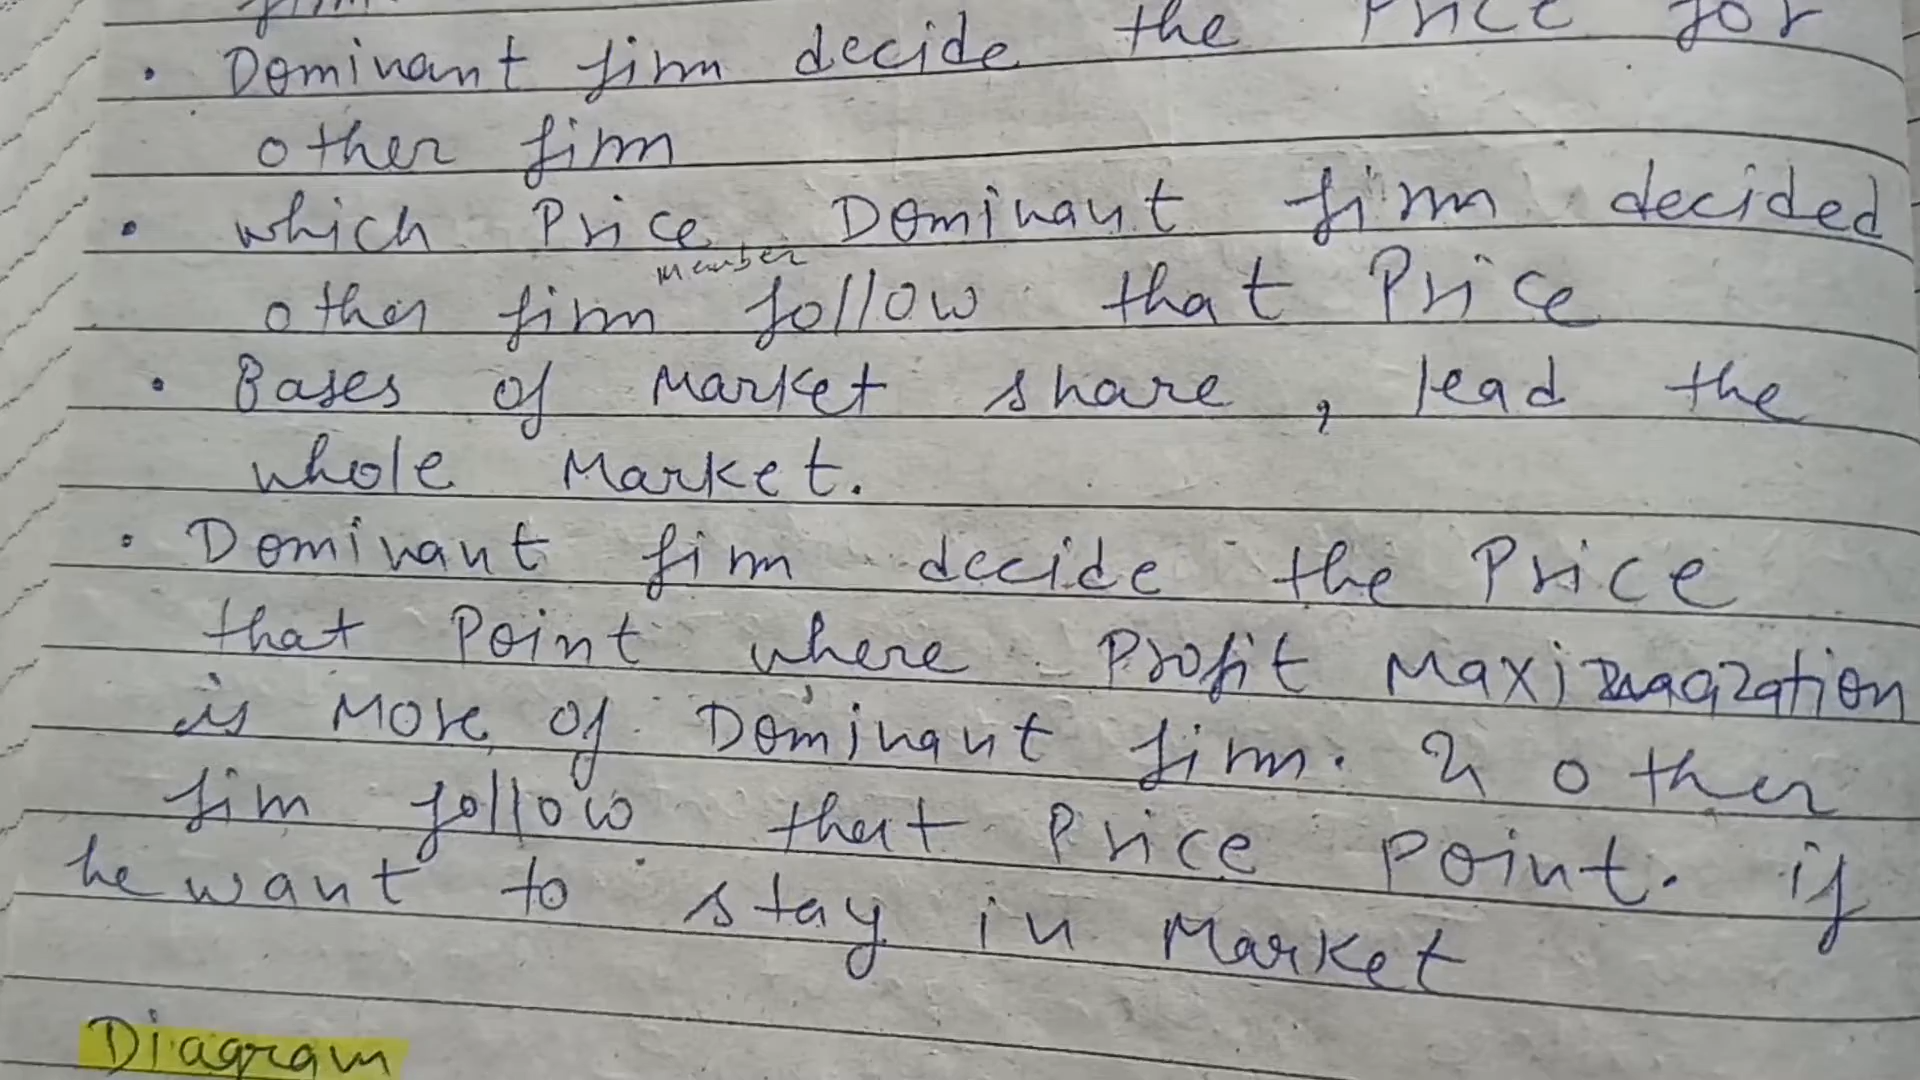 • Dominant firm decide the Price for
other firm
• which Price Dominant firm decided
member
other firm follow that Price
• Bases of Market share, lead the
whole Market.
• Dominant firm decide the Price
that Point where Profit
is More of Dominant firm. & other
firm follow that Price Point. if
he want to stay in Market
Diagram